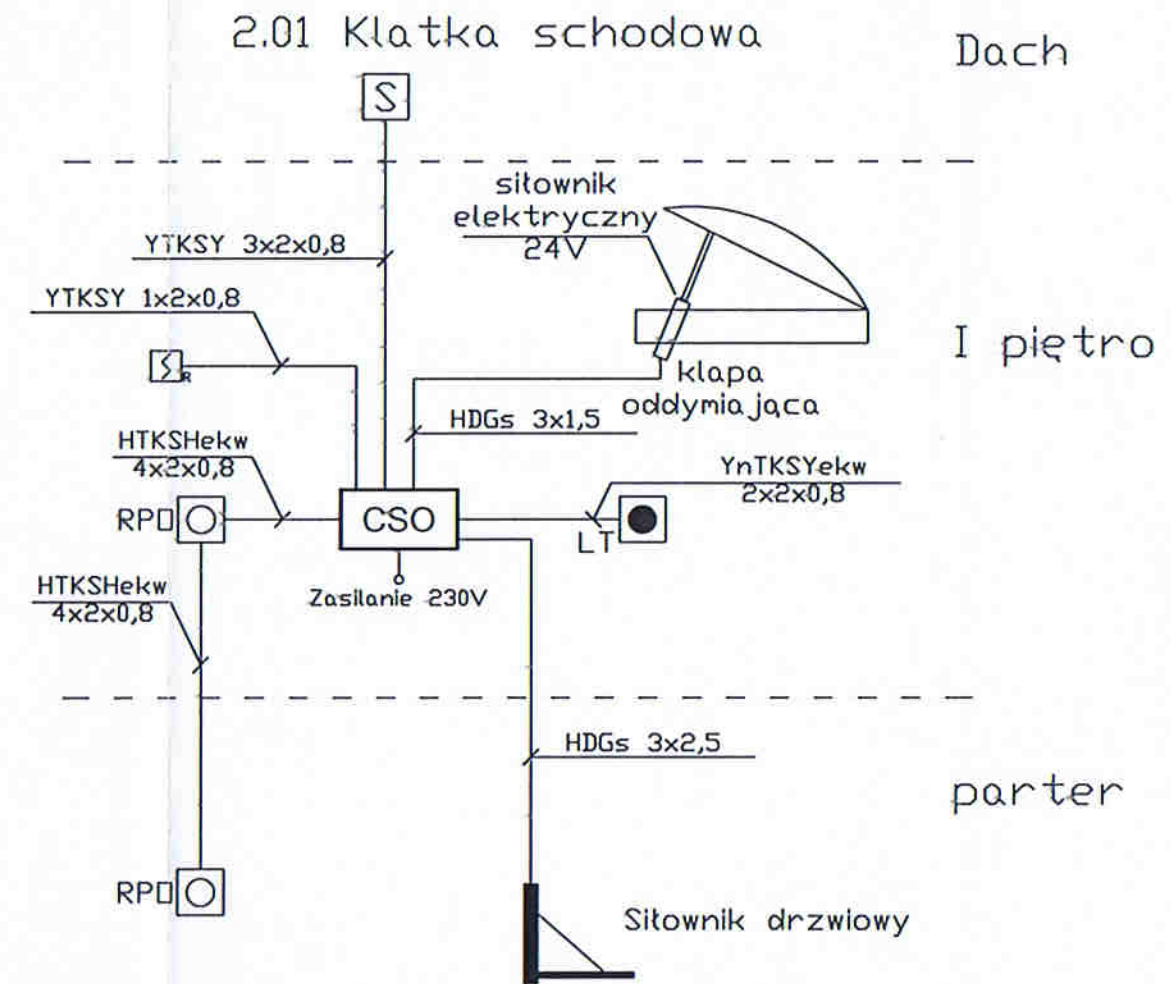 2.01 Klatka schodowa
Dach
S
siłownik
elektryczny
24V
YTKSY 3x2x0,8
YTKSY 1x2x0,8
I piętro
R
klapa
oddymiająca
HDGs 3x1,5
HTKSHekw
4x2x0,8
YnTKSYekw
2x2x0,8
RPO
CSO
LT
Zasilanie 230V
HTKSHekw
4x2x0,8
HDGs 3x2,5
parter
RPO
Siłownik drzwiowy